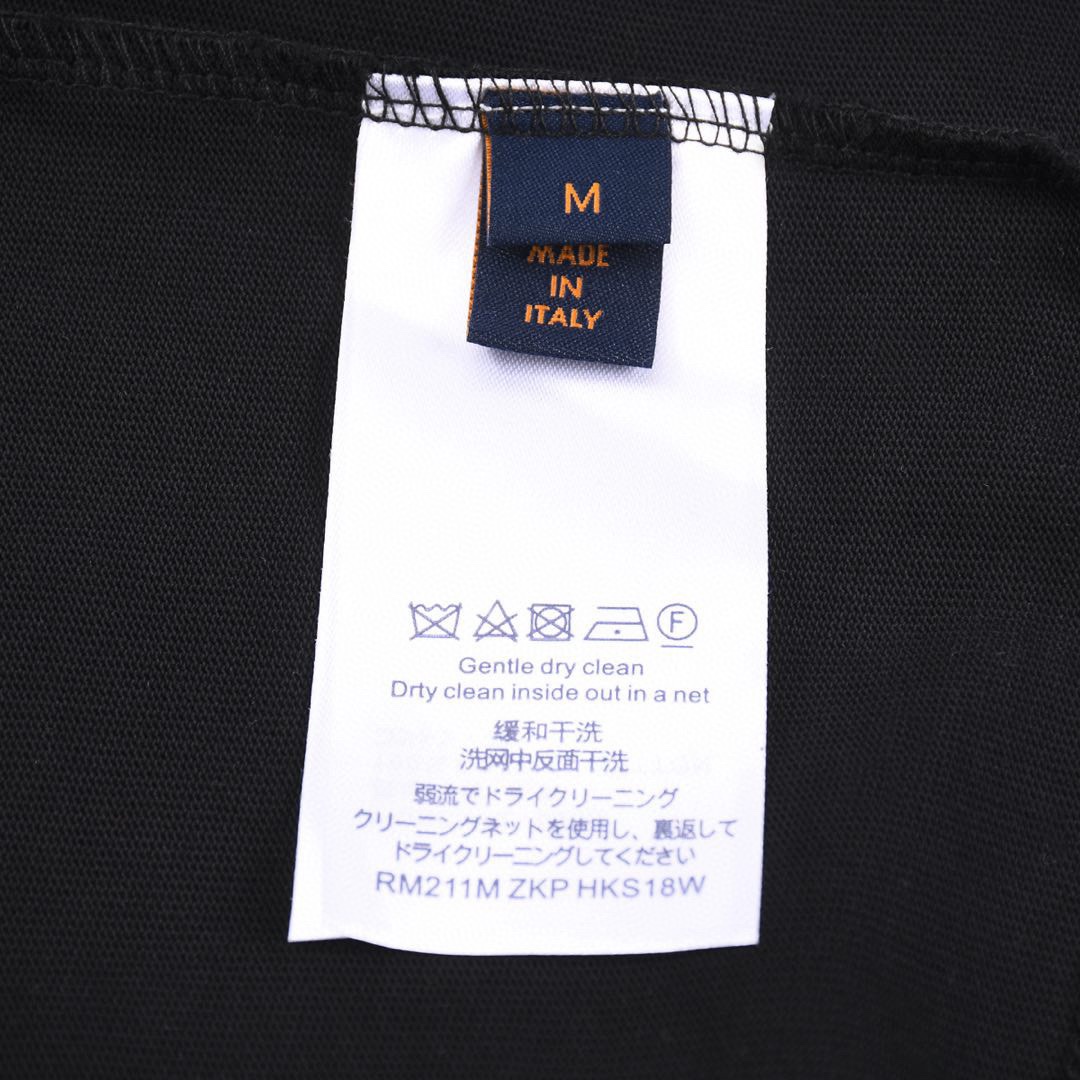 M
MADE
IN
ITALY
F
Gentle dry clean
Drty clean inside out in a net
缓和干洗
洗网中反面干洗
弱流でドライクリーニング
クリーニングネットを使用し、裏返して
ドライクリーニングしてください
RM211M ZKP HKS18W